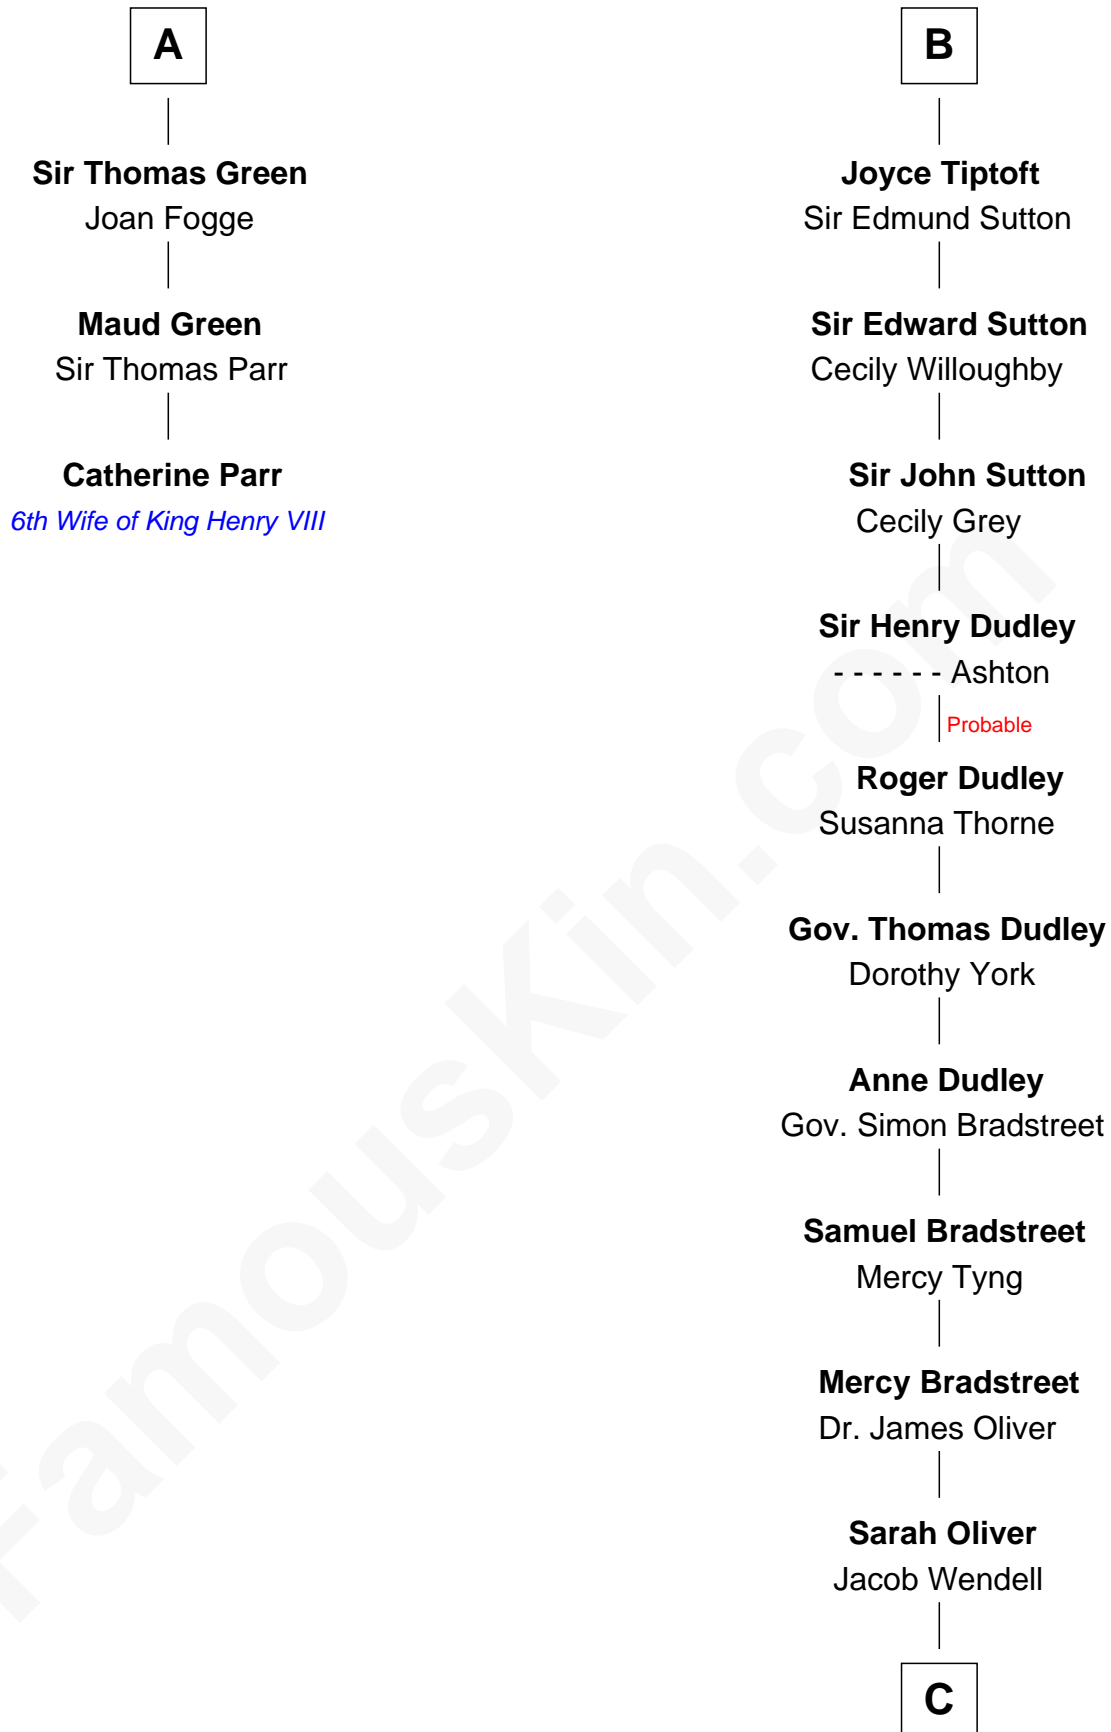 A
Sir Thomas Green
Joan Fogge
Maud Green
Sir Thomas Parr
Catherine Parr
6th Wife of King Henry VIII
B
Joyce Tiptoft
Sir Edmund Sutton
Sir Edward Sutton
Cecily Willoughby
Sir John Sutton
Cecily Grey
Sir Henry Dudley
- - - - - - Ashton
Probable
Roger Dudley
Susanna Thorne
Gov. Thomas Dudley
Dorothy York
Anne Dudley
Gov. Simon Bradstreet
Samuel Bradstreet
Mercy Tyng
Mercy Bradstreet
Dr. James Oliver
Sarah Oliver
Jacob Wendell
C
FamousKin.com